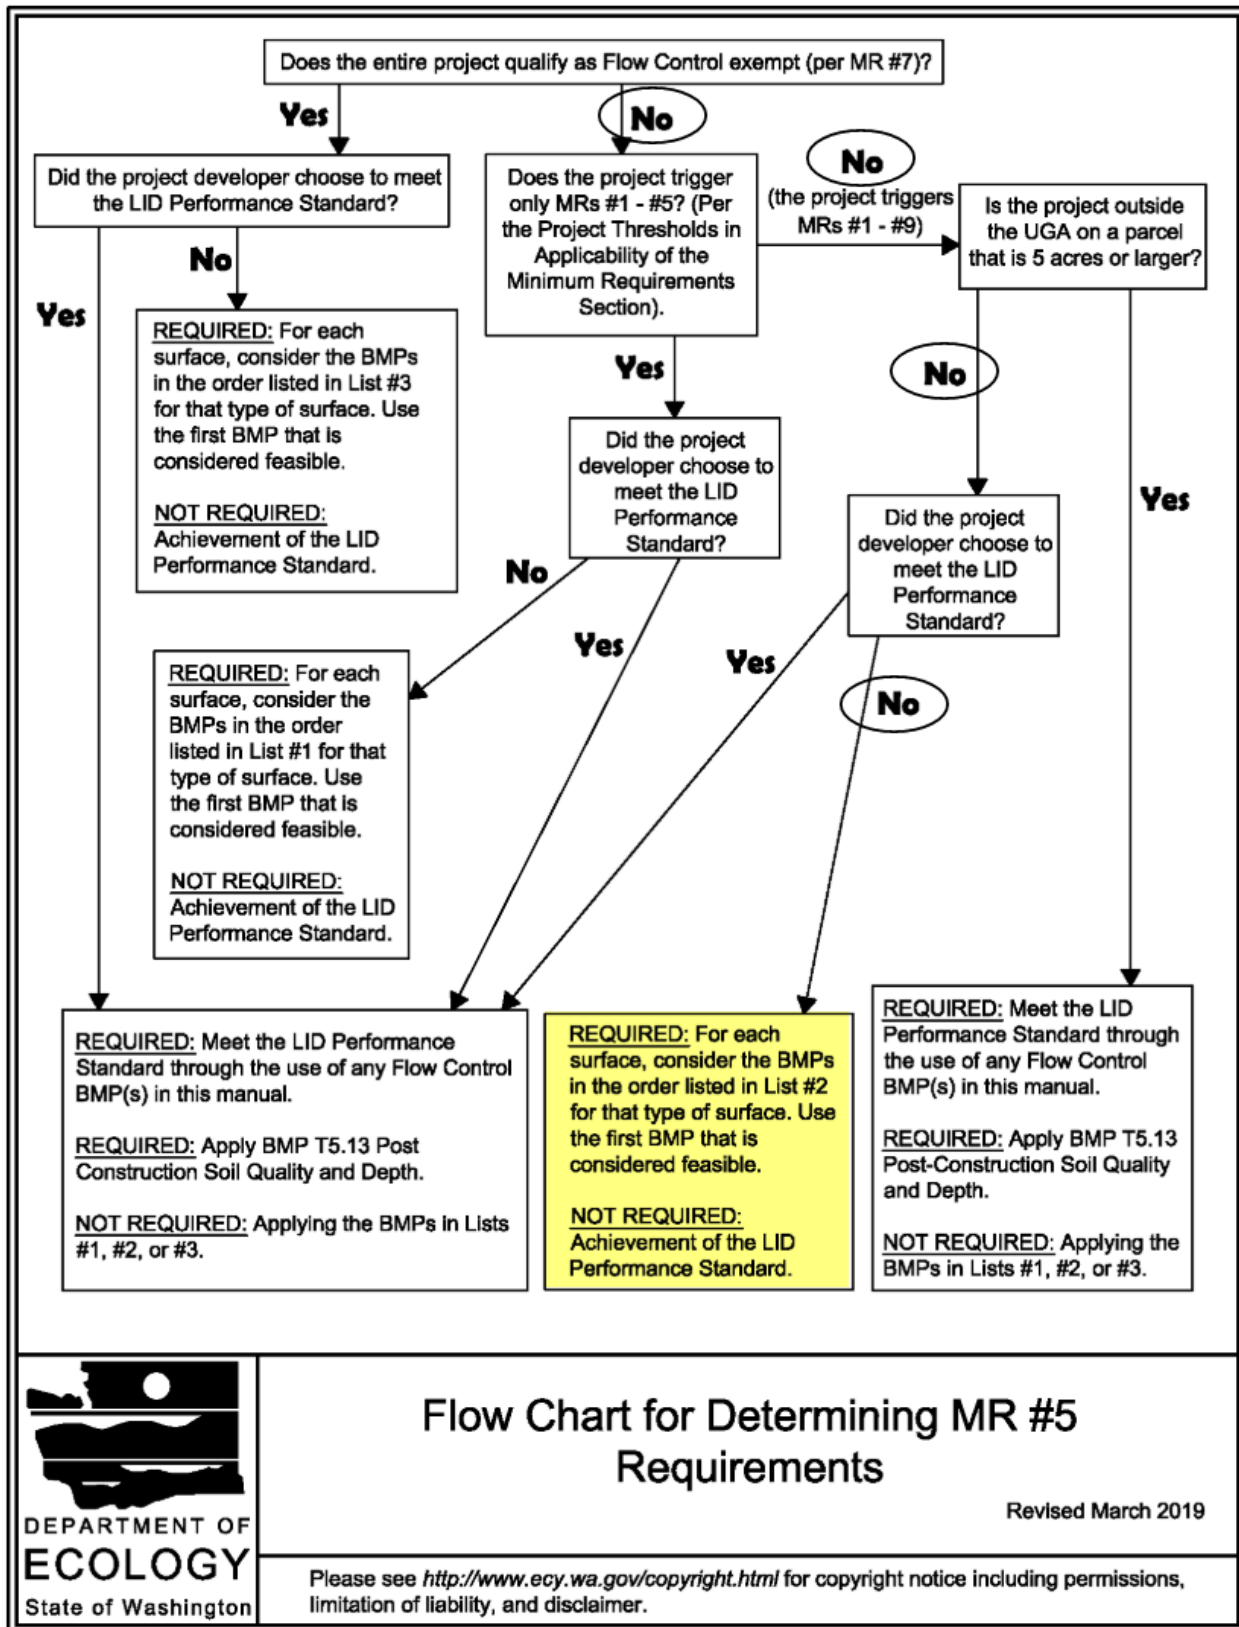 Does the entire project qualify as Flow Control exempt (per MR #7)?
Yes
No
Did the project developer choose to meet
the LID Performance Standard?
Does the project trigger
only MRs #1 - #5? (Per
the Project Thresholds in
Applicability of the
Minimum Requirements
Section).
No
(the project triggers
MRs #1 - #9)
Is the project outside
the UGA on a parcel
that is 5 acres or larger?
No
Yes
REQUIRED: For each
surface, consider the BMPs
in the order listed in List #3
for that type of surface. Use
the first BMP that is
considered feasible.
NOT REQUIRED:
Achievement of the LID
Performance Standard.
Yes
No
Did the project
developer choose to
meet the LID
Performance
Standard?
Yes
Did the project
developer choose to
meet the LID
Performance
Standard?
No
Yes
Yes
No
REQUIRED: For each
surface, consider the
BMPs in the order
listed in List #1 for that
type of surface. Use
the first BMP that is
considered feasible.
NOT REQUIRED:
Achievement of the LID
Performance Standard.
REQUIRED: Meet the LID Performance
Standard through the use of any Flow Control
BMP(s) in this manual.
REQUIRED: Apply BMP T5.13 Post
Construction Soil Quality and Depth.
NOT REQUIRED: Applying the BMPs in Lists
#1, #2, or #3.
REQUIRED: For each
surface, consider the BMPs
in the order listed in List #2
for that type of surface. Use
the first BMP that is
considered feasible.
NOT REQUIRED:
Achievement of the LID
Performance Standard.
REQUIRED: Meet the LID
Performance Standard through
the use of any Flow Control
BMP(s) in this manual.
REQUIRED: Apply BMP T5.13
Post-Construction Soil Quality
and Depth.
NOT REQUIRED: Applying the
BMPs in Lists #1, #2, or #3.
DEPARTMENT OF
ECOLOGY
State of Washington
Flow Chart for Determining MR #5
Requirements
Revised March 2019
Please see http://www.ecy.wa.gov/copyright.html for copyright notice including permissions,
limitation of liability, and disclaimer.